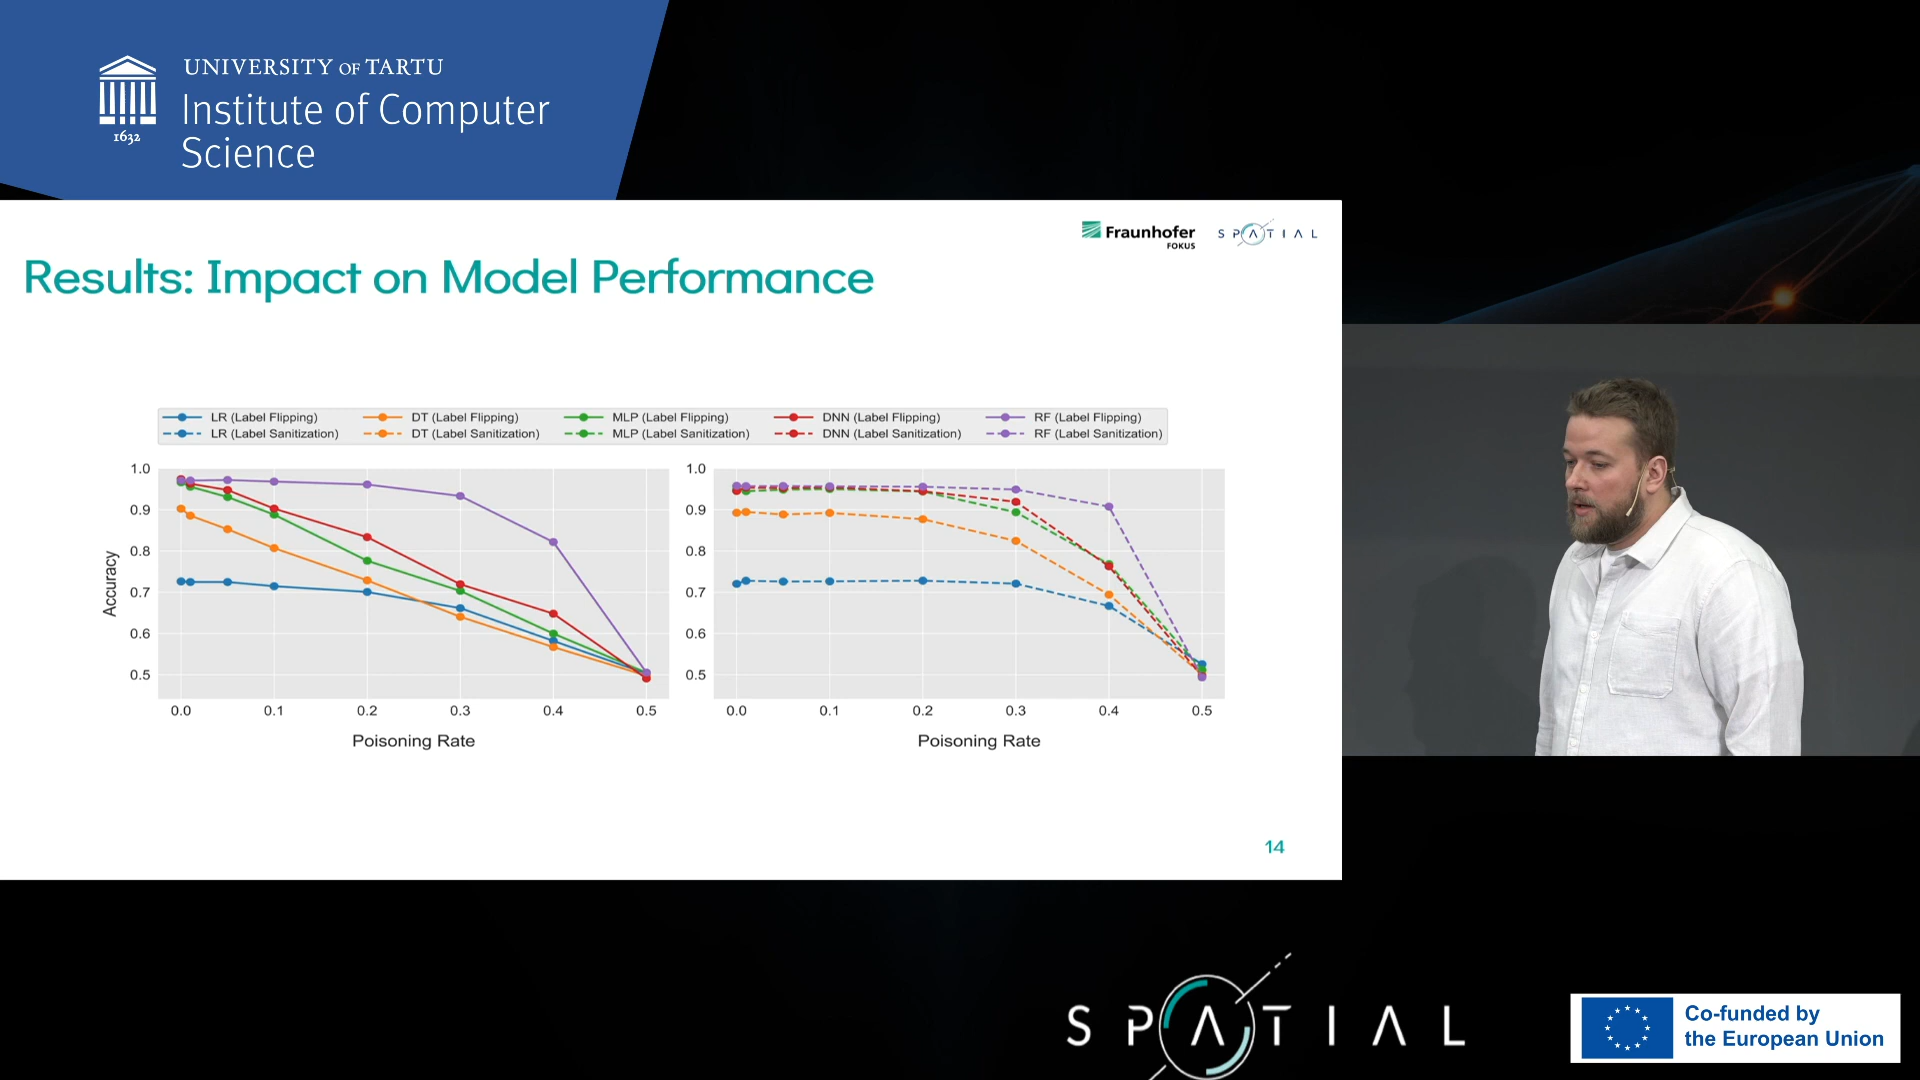 UNIVERSITY OF TARTU
Institute of Computer
Science
1632
Fraunhofer
FOKUS
SPATIAL
Results: Impact on Model Performance
LR (Label Flipping) DT (Label Flipping) MLP (Label Flipping) DNN (Label Flipping) RF (Label Flipping)
LR (Label Sanitization) DT (Label Sanitization) MLP (Label Sanitization) DNN (Label Sanitization) RF (Label Sanitization)
Accuracy
1.0
0.9
0.8
0.7
0.6
0.5
0.0 0.1 0.2 0.3 0.4 0.5
Poisoning Rate
1.0
0.9
0.8
0.7
0.6
0.5
0.0 0.1 0.2 0.3 0.4 0.5
Poisoning Rate
14
SPATIAL
Co-funded by
the European Union